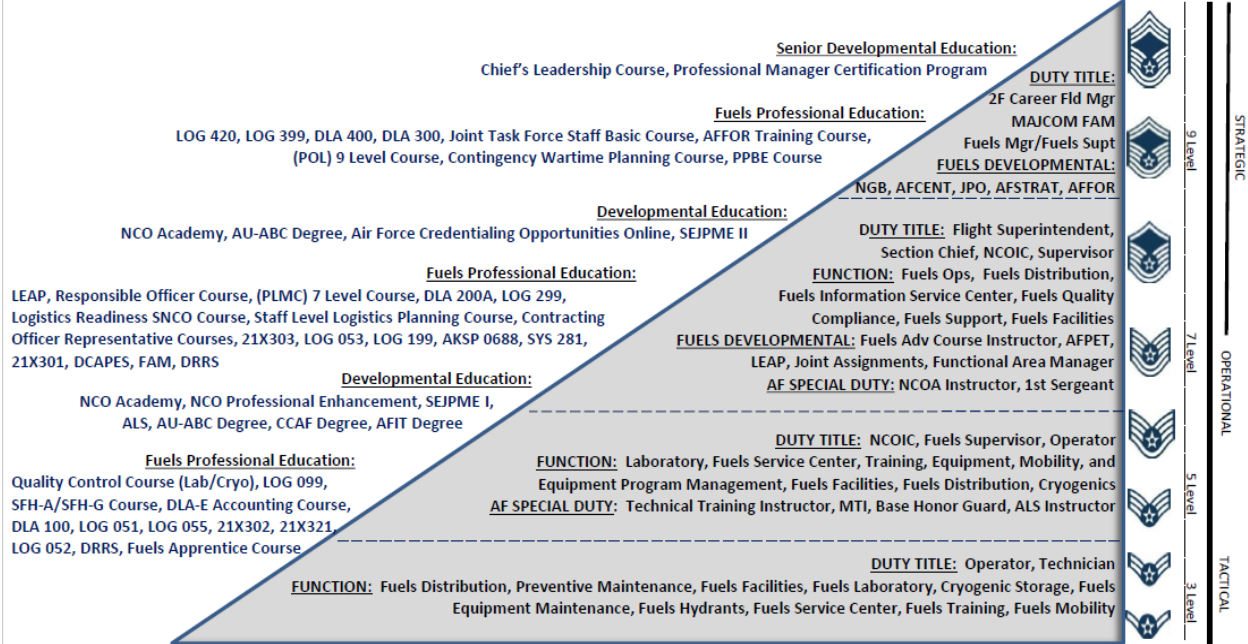 Senior Developmental Education:
Chief's Leadership Course, Professional Manager Certification Program
Fuels Professional Education:
LOG 420, LOG 399, DLA 400, DLA 300, Joint Task Force Staff Basic Course, AFFOR Training Course,
(POL) 9 Level Course, Contingency Wartime Planning Course, PPBE Course
Developmental Education:
NCO Academy, AU-ABC Degree, Air Force Credentialing Opportunities Online, SEJPME II
Fuels Professional Education:
LEAP, Responsible Officer Course, (PLMC) 7 Level Course, DLA 200A, LOG 299,
Logistics Readiness SNCO Course, Staff Level Logistics Planning Course, Contracting
Officer Representative Courses, 21X303, LOG 053, LOG 199, AKSP 0688, SYS 281,
21X301, DCAPES, FAM, DRRS
Developmental Education:
NCO Academy, NCO Professional Enhancement, SEJPME I,
ALS, AU-ABC Degree, CCAF Degree, AFIT Degree
Fuels Professional Education:
Quality Control Course (Lab/Cryo), LOG 099,
SFH-A/SFH-G Course, DLA-E Accounting Course,
DLA 100, LOG 051, LOG 055, 21X302, 21X321,
LOG 052, DRRS, Fuels Apprentice Course
DUTY TITLE:
2F Career Fld Mgr
MAJCOM FAM
Fuels Mgr/Fuels Supt
FUELS DEVELOPMENTAL:
NGB, AFCENT, JPO, AFSTRAT, AFFOR
DUTY TITLE: Flight Superintendent,
Section Chief, NCOIC, Supervisor
FUNCTION: Fuels Ops, Fuels Distribution,
Fuels Information Service Center, Fuels Quality
Compliance, Fuels Support, Fuels Facilities
FUELS DEVELOPMENTAL: Fuels Adv Course Instructor, AFPET,
LEAP, Joint Assignments, Functional Area Manager
AF SPECIAL DUTY: NCOA Instructor, 1st Sergeant
DUTY TITLE: NCOIC, Fuels Supervisor, Operator
FUNCTION: Laboratory, Fuels Service Center, Training, Equipment, Mobility, and
Equipment Program Management, Fuels Facilities, Fuels Distribution, Cryogenics
AF SPECIAL DUTY: Technical Training Instructor, MTI, Base Honor Guard, ALS Instructor
DUTY TITLE: Operator, Technician
FUNCTION: Fuels Distribution, Preventive Maintenance, Fuels Facilities, Fuels Laboratory, Cryogenic Storage, Fuels
Equipment Maintenance, Fuels Hydrants, Fuels Service Center, Fuels Training, Fuels Mobility
9 Level
7 Level
5 Level
3 Level
STRATEGIC
OPERATIONAL
TACTICAL